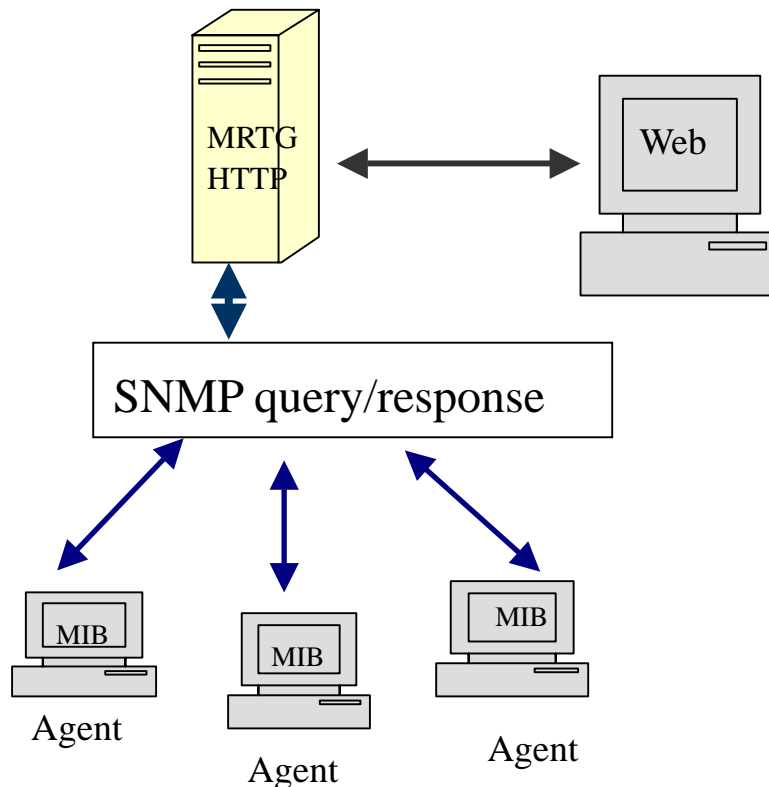 MRTG
HTTP
Web
SNMP query/response
MIB
MIB
MIB
Agent
Agent
Agent